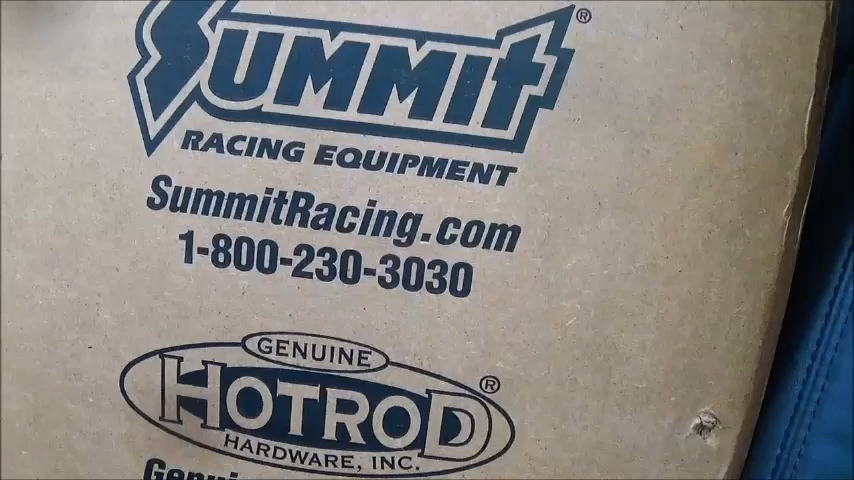 SUMMIT®
RACING EQUIPMENT
SummitRacing.com
1-800-230-3030
GENUINE
HOTROD®
HARDWARE, INC.